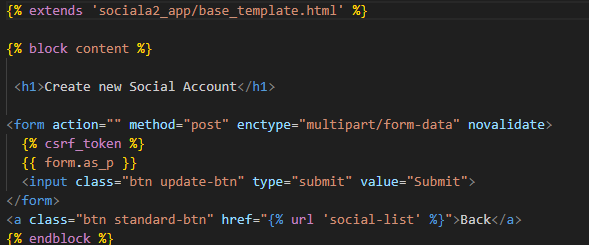 {% extends 'sociala2_app/base_template.html' %}
{% block content %}
<h1>Create new Social Account</h1>
<form action="" method="post" enctype="multipart/form-data" novalidate>
{% csrf_token %}
{{ form.as_p }}
<input class="btn update-btn" type="submit" value="Submit">
</form>
<a class="btn standard-btn" href="{% url 'social-list' %}">Back</a>
{% endblock %}